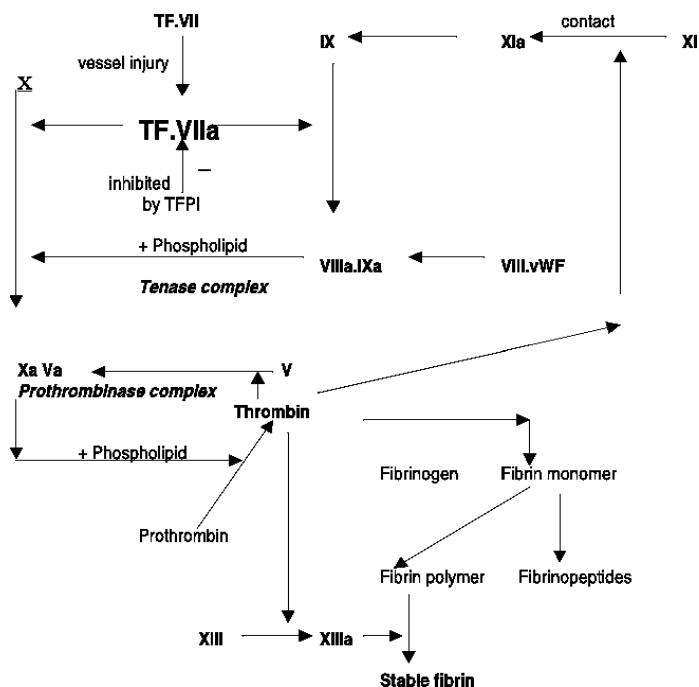 TF.VII
contact
IX
XIa
XI
vessel injury
X
TF.VIIa
–
inhibited
by TFPI
+ Phospholipid
VIIIa.IXa
VIII.vWF
Tenase complex
Xa Va
V
Prothrombinase complex
Thrombin
+ Phospholipid
Fibrinogen
Fibrin monomer
Prothrombin
Fibrin polymer
Fibrinopeptides
XIII
XIIIa
Stable fibrin